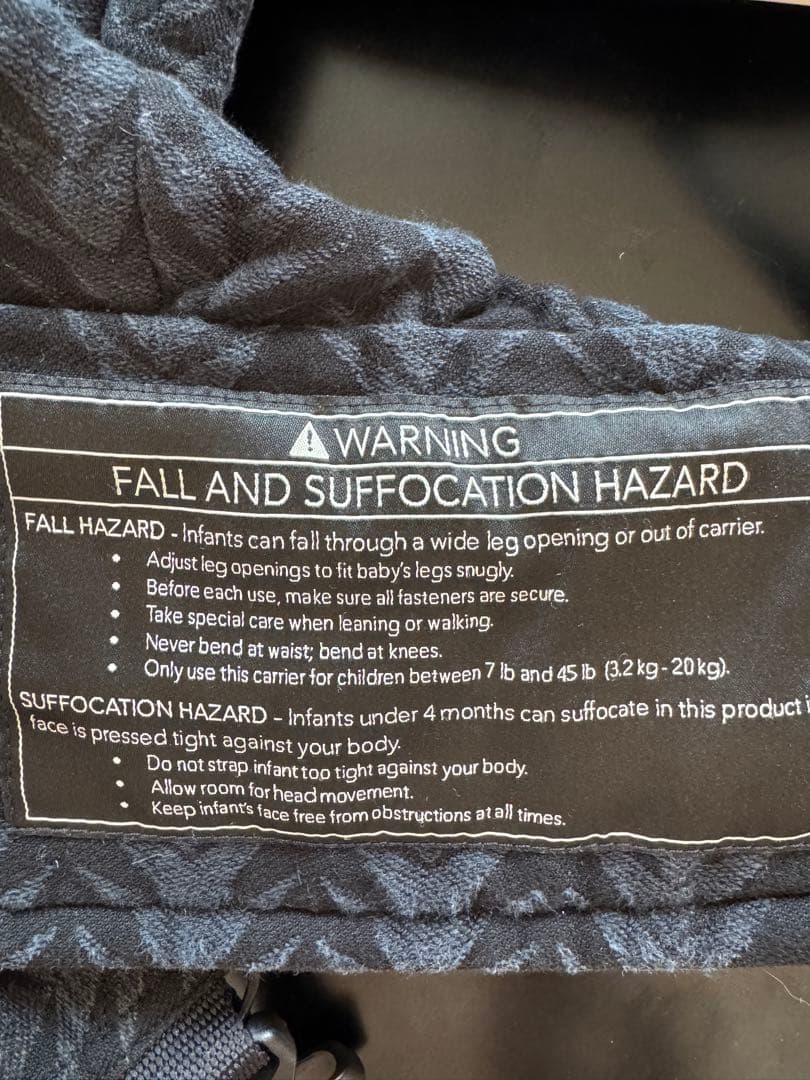 WARNING
FALL AND SUFFOCATION HAZARD
FALL HAZARD - Infants can fall through a wide leg opening or out of carrier.
• Adjust leg openings to fit baby's legs snugly.
• Before each use, make sure all fasteners are secure.
• Take special care when leaning or walking.
• Never bend at waist; bend at knees.
• Only use this carrier for children between 7 lb and 45 lb (3.2 kg - 20 kg).
SUFFOCATION HAZARD - Infants under 4 months can suffocate in this product
face is pressed tight against your body.
• Do not strap infant too tight against your body.
• Allow room for head movement.
• Keep infant's face free from obstructions at all times.